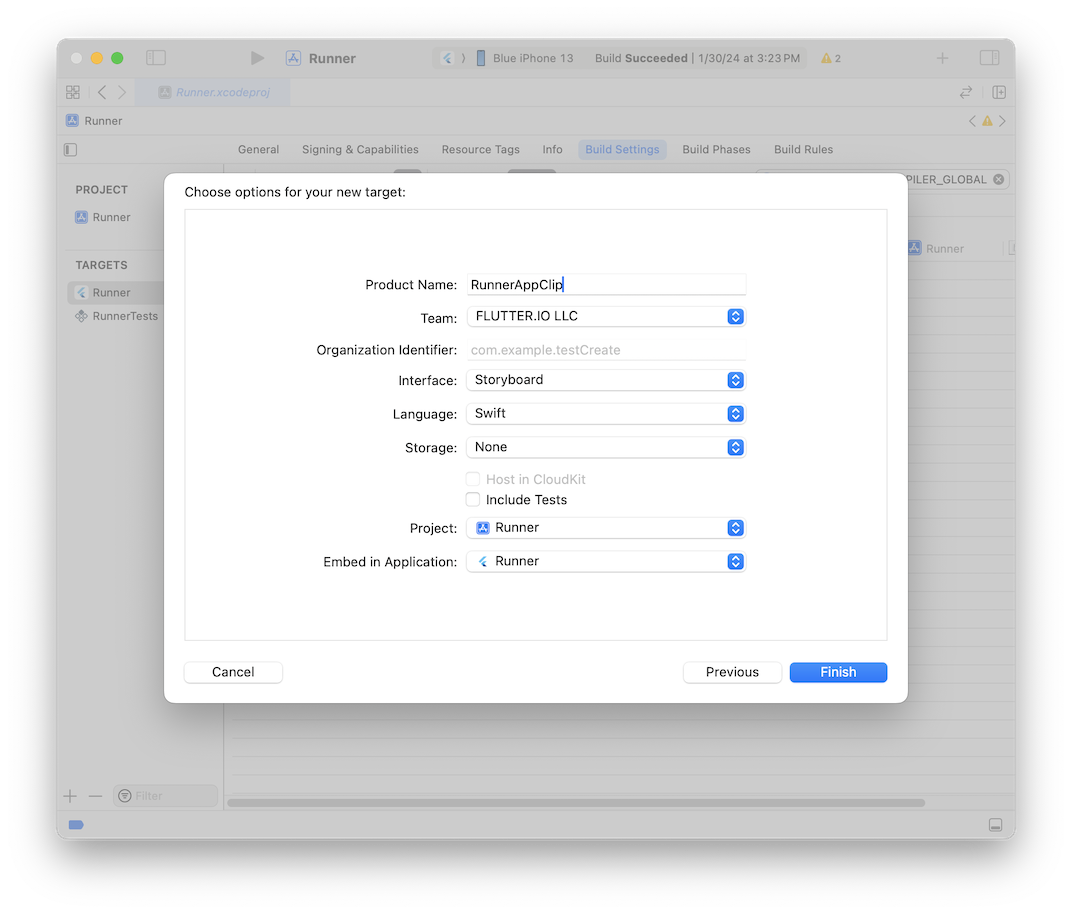 Runner
Blue iPhone 13
Build Succeeded | 1/30/24 at 3:23 PM
2
Runner.xcodeproj
Runner
General Signing & Capabilities Resource Tags Info Build Settings Build Phases Build Rules
PROJECT
Runner
TARGETS
Runner
RunnerTests
PILER_GLOBAL
Runner
Choose options for your new target:
Product Name: RunnerAppClip
Team: FLUTTER.IO LLC
Organization Identifier: com.example.testCreate
Interface: Storyboard
Language: Swift
Storage: None
Host in CloudKit
Include Tests
Project: Runner
Embed in Application: Runner
Cancel Previous Finish
Filter